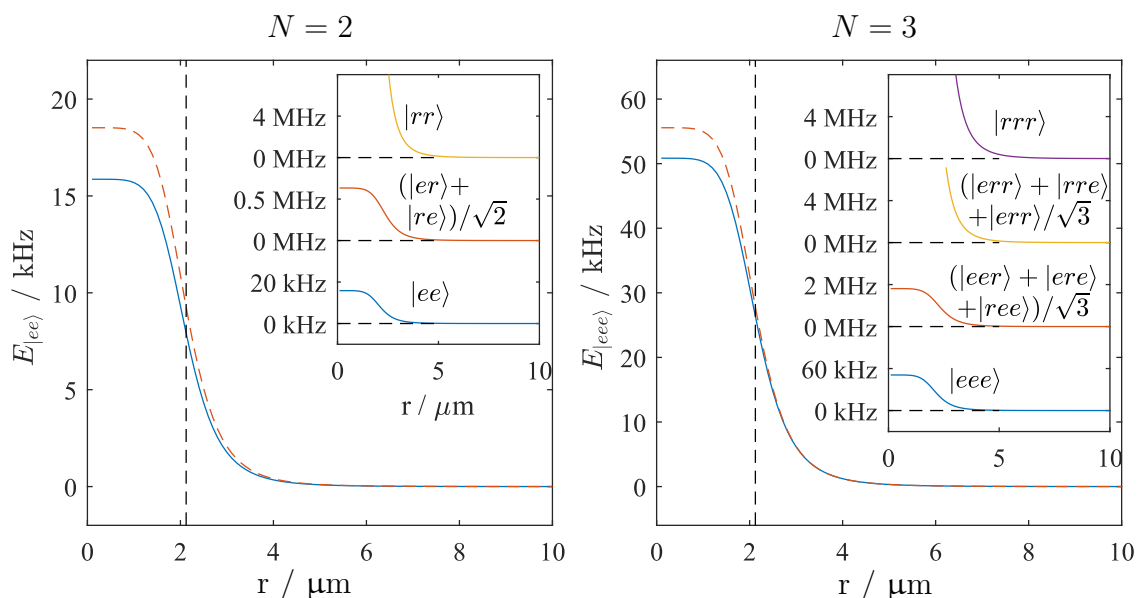 N = 2
E|ee⟩ / kHz
20
15
10
5
0
0
2
4
6
8
10
r / μm
4 MHz
0 MHz
0.5 MHz
0 MHz
20 kHz
0 kHz
|rr⟩
(|er⟩+
|re⟩)/√2
|ee⟩
0
5
10
r / μm
N = 3
E|eee⟩ / kHz
60
50
40
30
20
10
0
0
2
4
6
8
10
r / μm
4 MHz
0 MHz
4 MHz
0 MHz
2 MHz
0 MHz
60 kHz
0 kHz
|rrr⟩
(|err⟩ + |rre⟩
+|err⟩/√3
(|eer⟩ + |ere⟩
+|ree⟩)/√3
|eee⟩
0
5
10